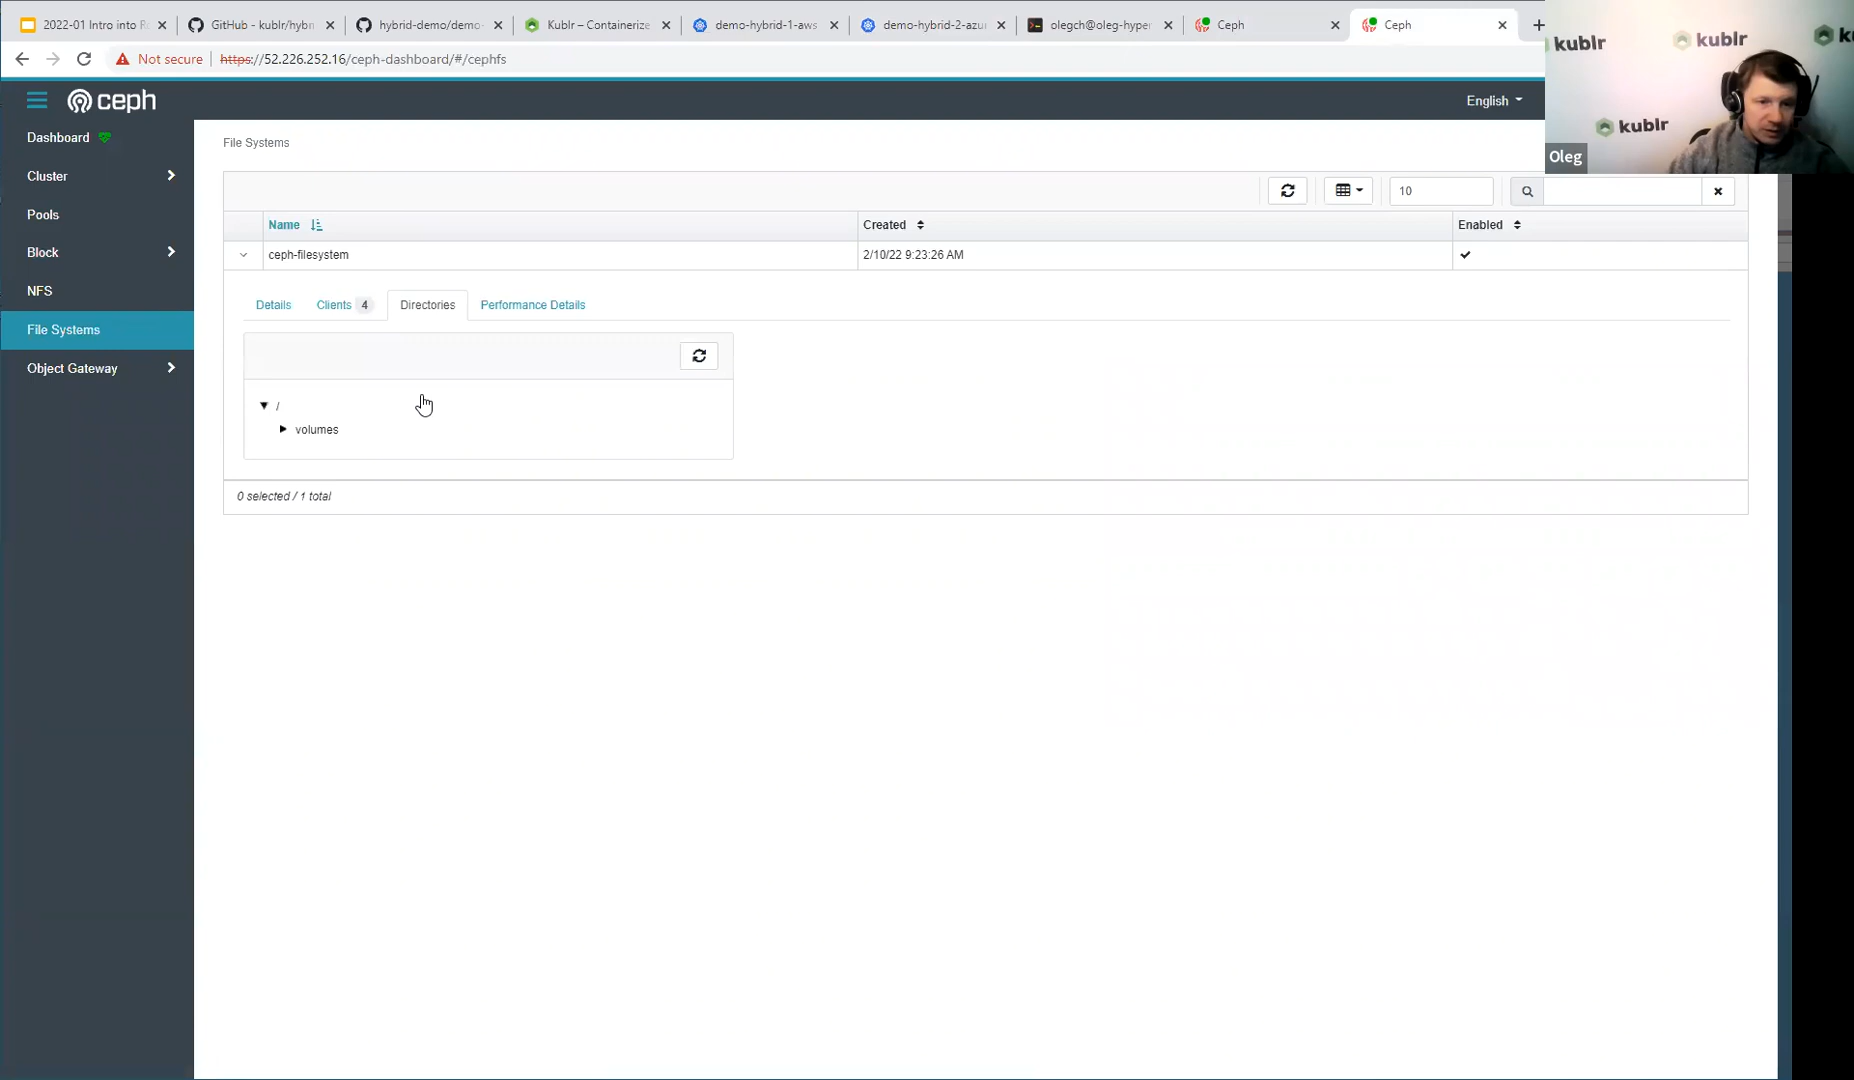 2022-01 Intro into R
GitHub - kublr/hybr
hybrid-demo/demo-
Kublr – Containerize
demo-hybrid-1-aws
demo-hybrid-2-azur
olegch@oleg-hyper
Ceph
Ceph
Not secure
https://52.226.252.16/ceph-dashboard/#/cephfs
kublr
kublr
kublr
Oleg
ceph
English
Dashboard
Cluster
Pools
Block
NFS
File Systems
Object Gateway
File Systems
10
Name
Created
Enabled
ceph-filesystem
2/10/22 9:23:26 AM
Details
Clients 4
Directories
Performance Details
/
volumes
0 selected / 1 total